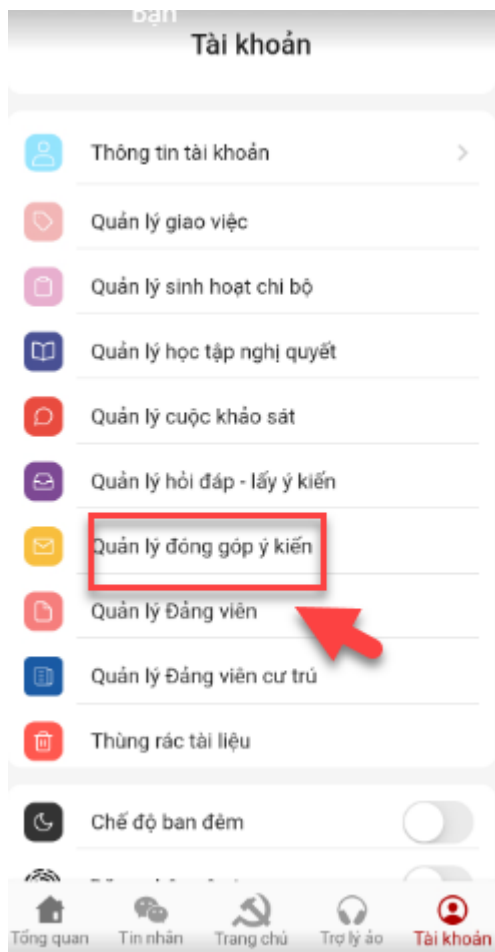 Bạn
Tài khoản
Thông tin tài khoản
Quản lý giao việc
Quản lý sinh hoạt chi bộ
Quản lý học tập nghị quyết
Quản lý cuộc khảo sát
Quản lý hỏi đáp - lấy ý kiến
Quản lý đóng góp ý kiến
Quản lý Đảng viên
Quản lý Đảng viên cư trú
Thùng rác tài liệu
Chế độ ban đêm
Tổng quan Tin nhắn Trang chủ Trợ lý ảo Tài khoản